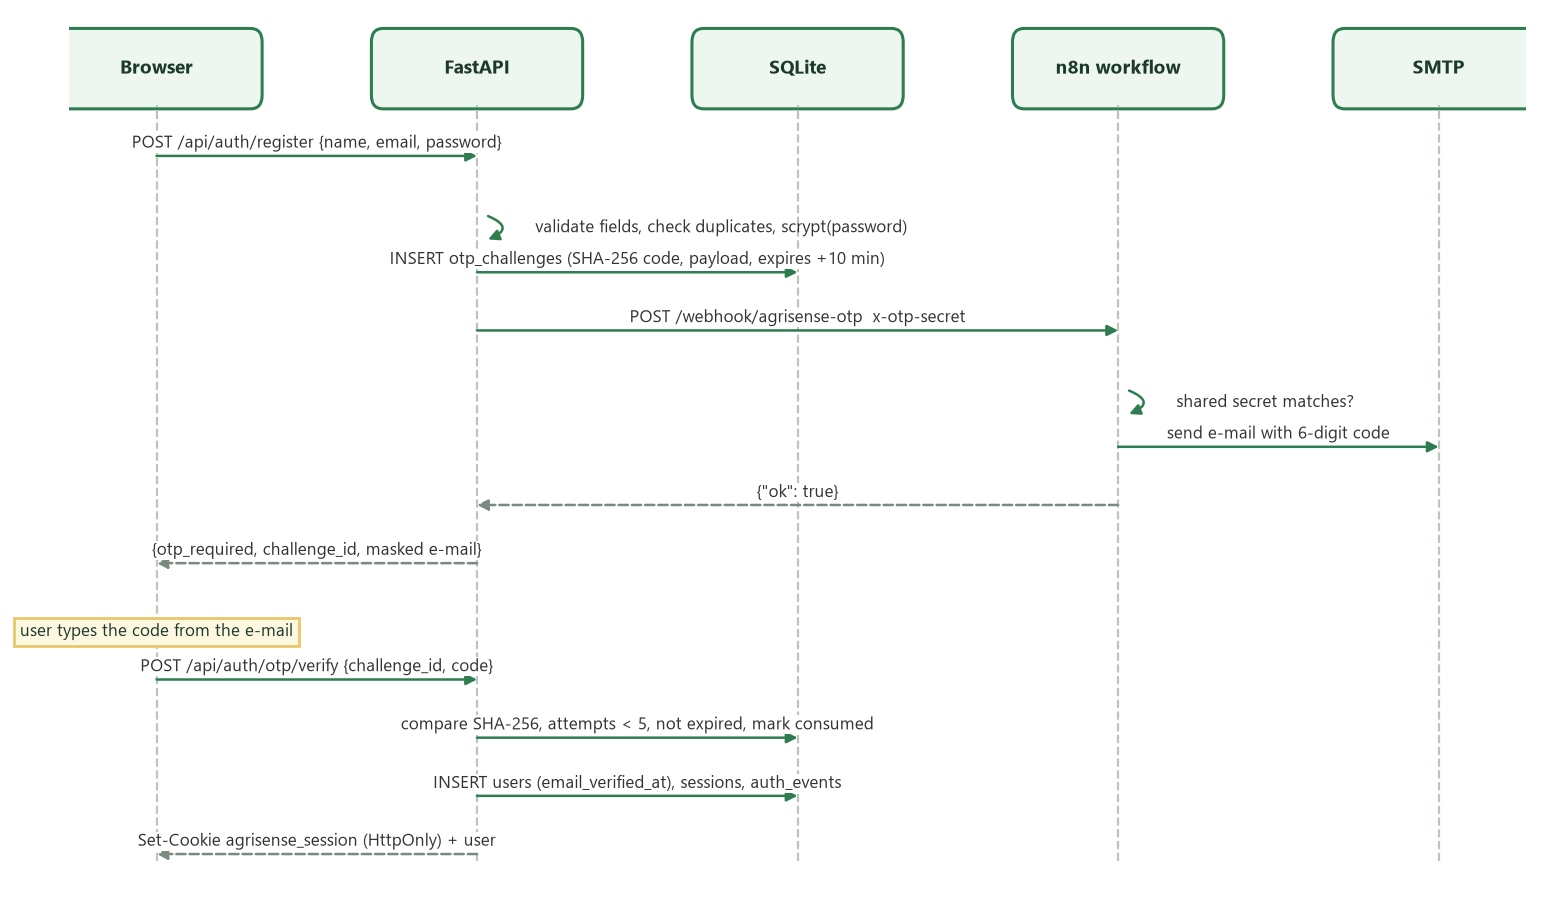 Browser
FastAPI
SQLite
n8n workflow
SMTP
POST /api/auth/register {name, email, password}
validate fields, check duplicates, scrypt(password)
INSERT otp_challenges (SHA-256 code, payload, expires +10 min)
POST /webhook/agrisense-otp  x-otp-secret
shared secret matches?
send e-mail with 6-digit code
{"ok": true}
{otp_required, challenge_id, masked e-mail}
user types the code from the e-mail
POST /api/auth/otp/verify {challenge_id, code}
compare SHA-256, attempts < 5, not expired, mark consumed
INSERT users (email_verified_at), sessions, auth_events
Set-Cookie agrisense_session (HttpOnly) + user